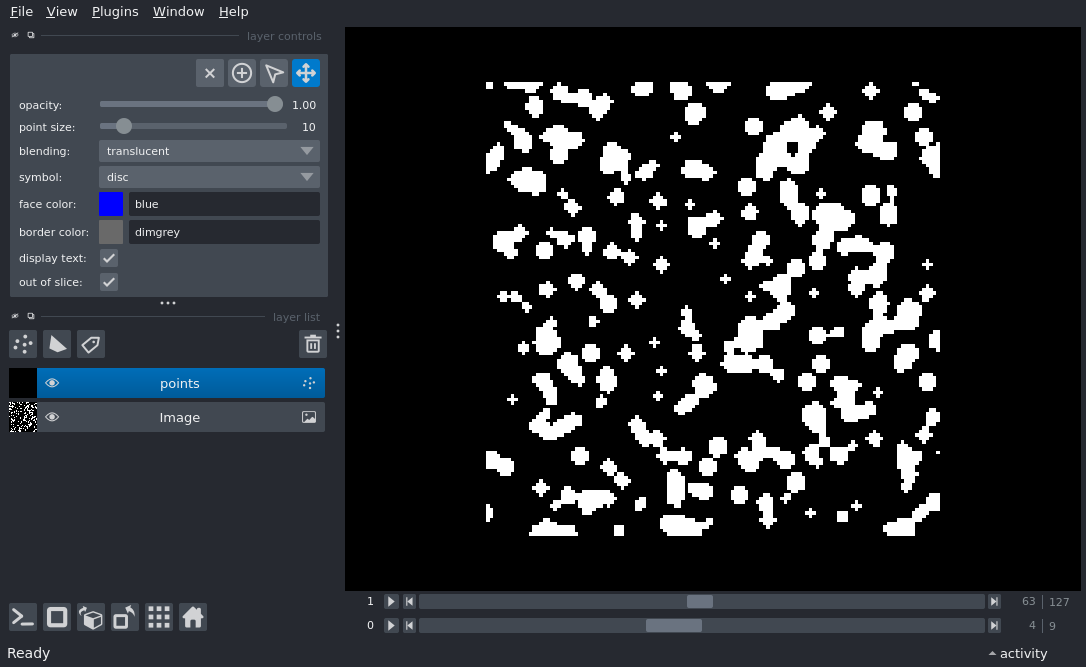 File View Plugins Window Help
layer controls
opacity: 1.00
point size: 10
blending: translucent
symbol: disc
face color: blue
border color: dimgrey
display text:
out of slice:
layer list
points
Image
1 63 127
0 4 9
Ready activity